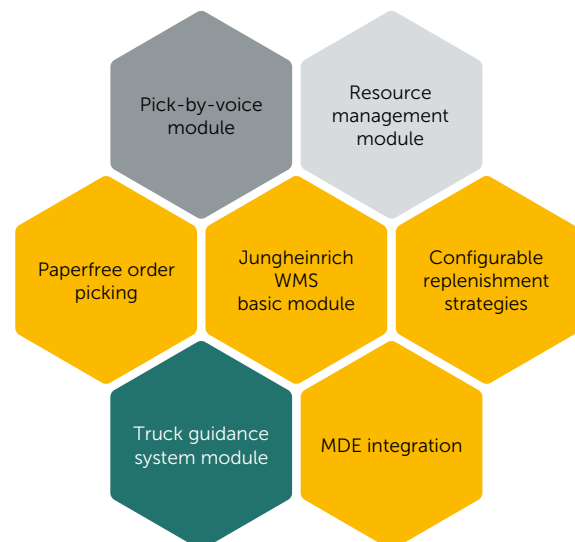 Pick-by-voice
module
Resource
management
module
Paperfree order
picking
Jungheinrich
WMS
basic module
Configurable
replenishment
strategies
Truck guidance
system module
MDE integration